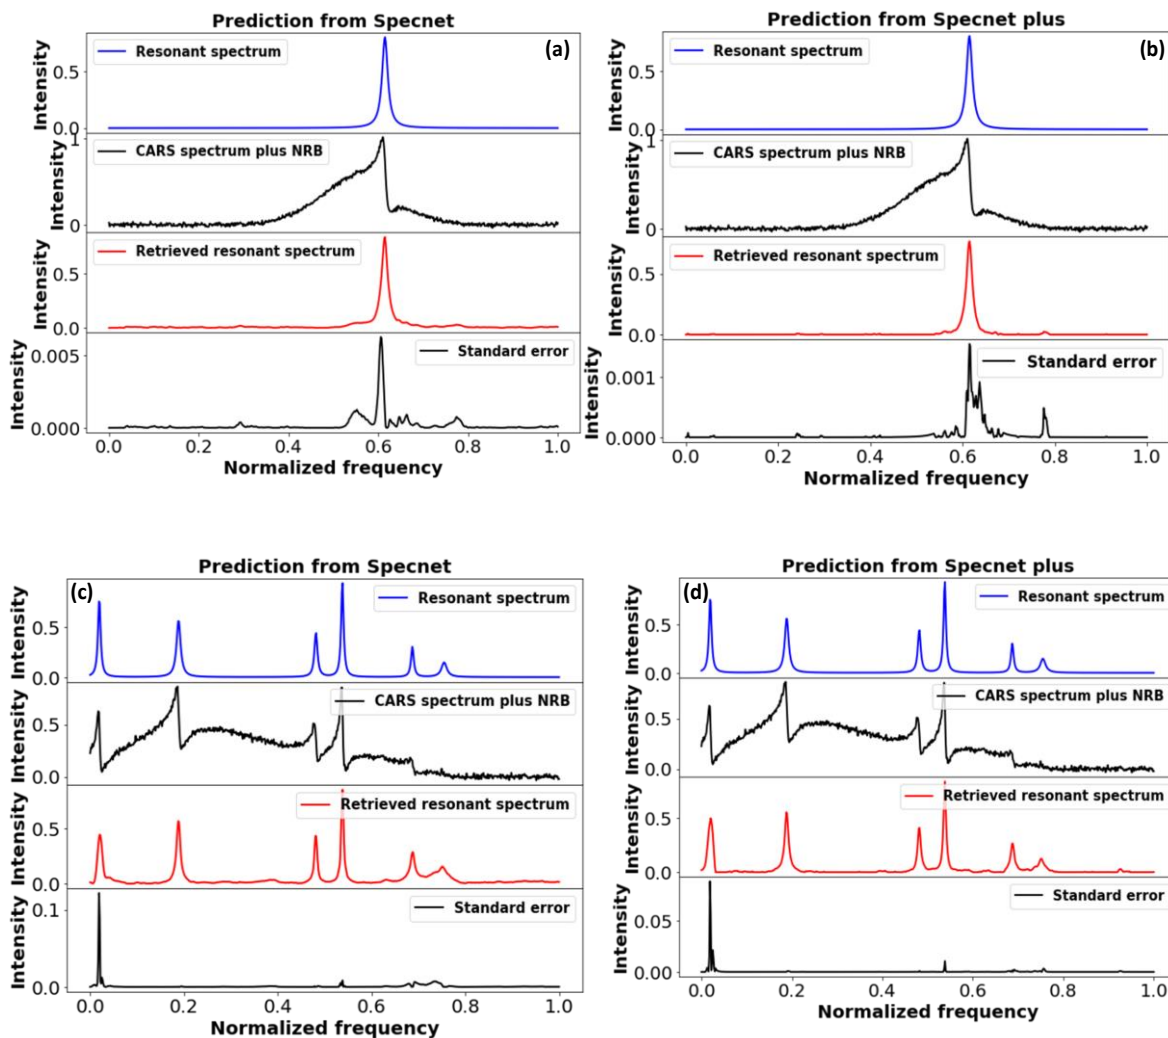 Prediction from Specnet
(a)
Resonant spectrum
Intensity
0.5
0.0
CARS spectrum plus NRB
Intensity
1
0
Retrieved resonant spectrum
Intensity
0.5
0.0
Standard error
Intensity
0.005
0.000
0.0 0.2 0.4 0.6 0.8 1.0
Normalized frequency
Prediction from Specnet plus
(b)
Resonant spectrum
Intensity
0.5
0.0
CARS spectrum plus NRB
Intensity
1
0
Retrieved resonant spectrum
Intensity
0.5
0.0
Standard error
Intensity
0.001
0.000
0.0 0.2 0.4 0.6 0.8 1.0
Normalized frequency
Prediction from Specnet
(c)
Resonant spectrum
Intensity
0.5
0.0
CARS spectrum plus NRB
Intensity
0.5
0.0
Retrieved resonant spectrum
Intensity
0.5
0.0
Standard error
Intensity
0.1
0.0
0.0 0.2 0.4 0.6 0.8 1.0
Normalized frequency
Prediction from Specnet plus
(d)
Resonant spectrum
Intensity
0.5
0.0
CARS spectrum plus NRB
Intensity
0.5
0.0
Retrieved resonant spectrum
Intensity
0.5
0.0
Standard error
Intensity
0.05
0.00
0.0 0.2 0.4 0.6 0.8 1.0
Normalized frequency